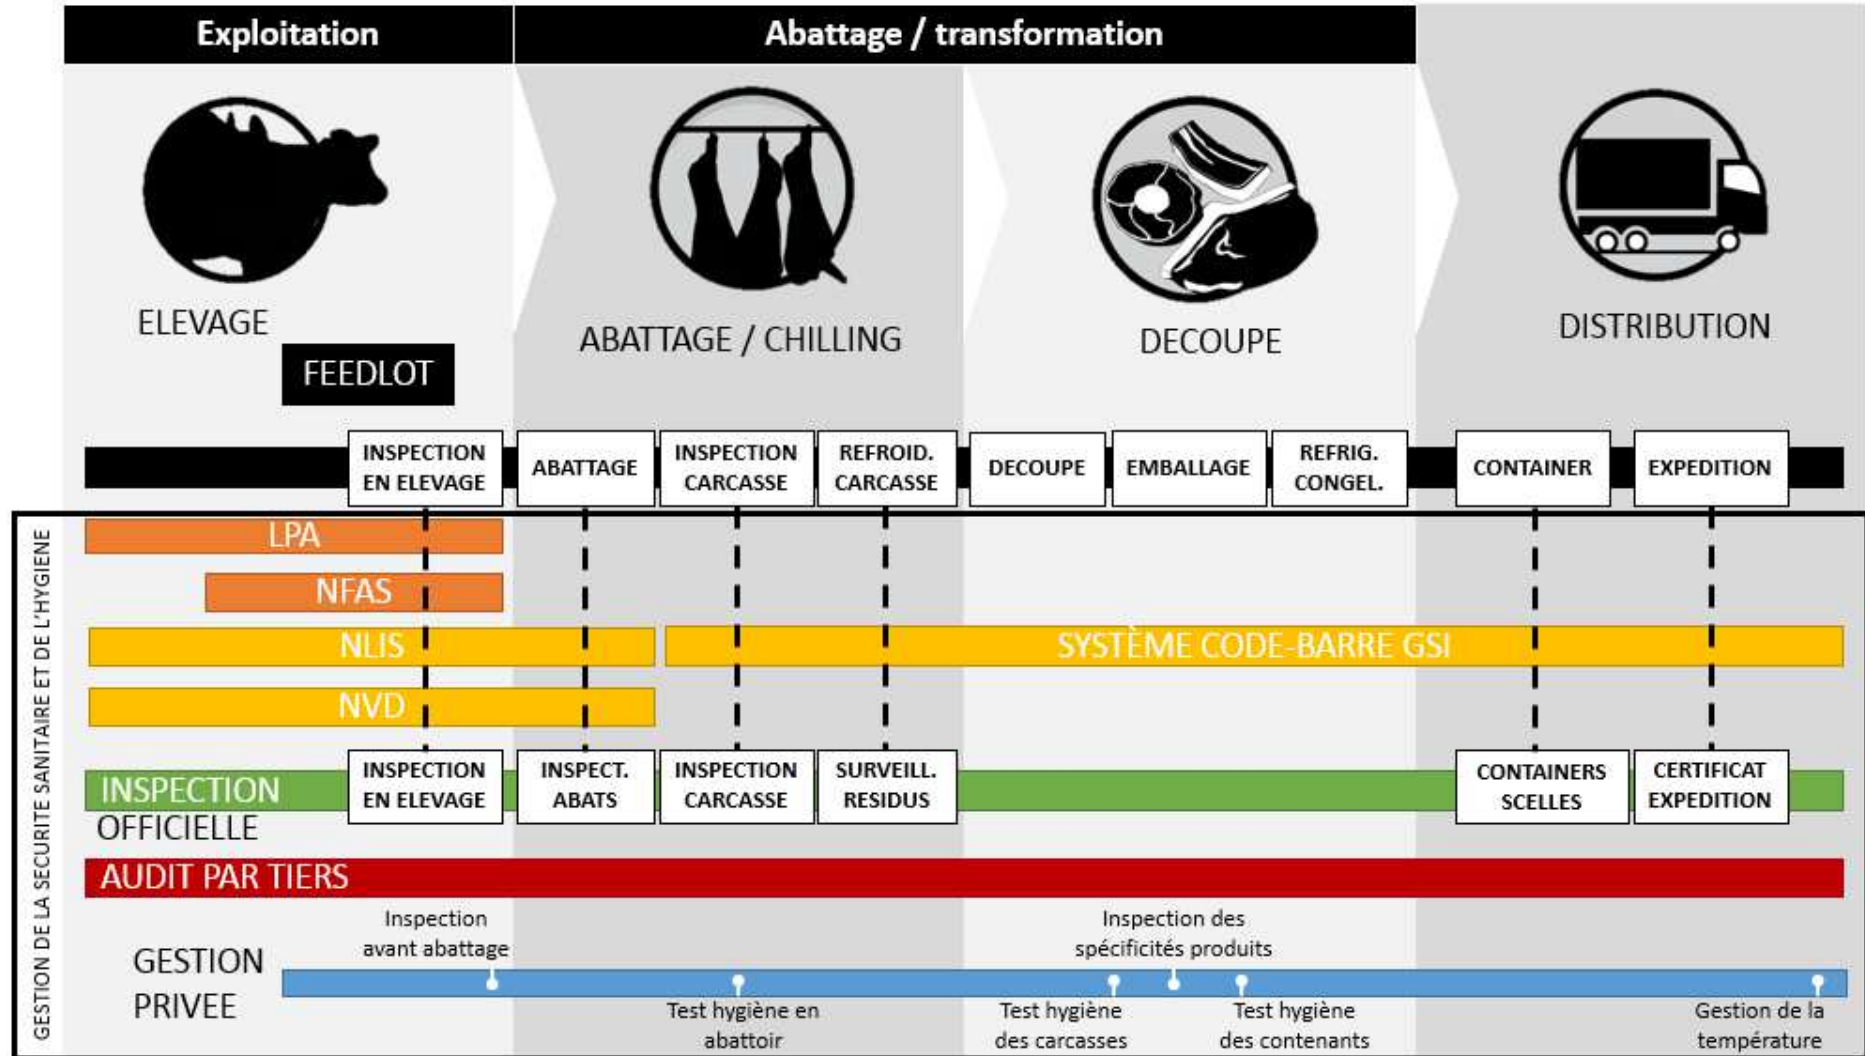 Exploitation
Abattage / transformation
ELEVAGE
FEEDLOT
ABATTAGE / CHILLING
DECOUPE
DISTRIBUTION
INSPECTION
EN ELEVAGE
ABATTAGE
INSPECTION
CARCASSE
REFROID.
CARCASSE
DECOUPE
EMBALLAGE
REFRIG.
CONGEL.
CONTAINER
EXPEDITION
GESTION DE LA SECURITE SANITAIRE ET DE L'HYGIENE
LPA
NFAS
NLIS
SYSTÈME CODE-BARRE GSI
NVD
INSPECTION
OFFICIELLE
INSPECTION
EN ELEVAGE
INSPECT.
ABATS
INSPECTION
CARCASSE
SURVEILL.
RESIDUS
CONTAINERS
SCELLES
CERTIFICAT
EXPEDITION
AUDIT PAR TIERS
GESTION
PRIVEE
Inspection
avant abattage
Test hygiène en
abattoir
Test hygiène
des carcasses
Inspection des
spécificités produits
Test hygiène
des contenants
Gestion de la
température